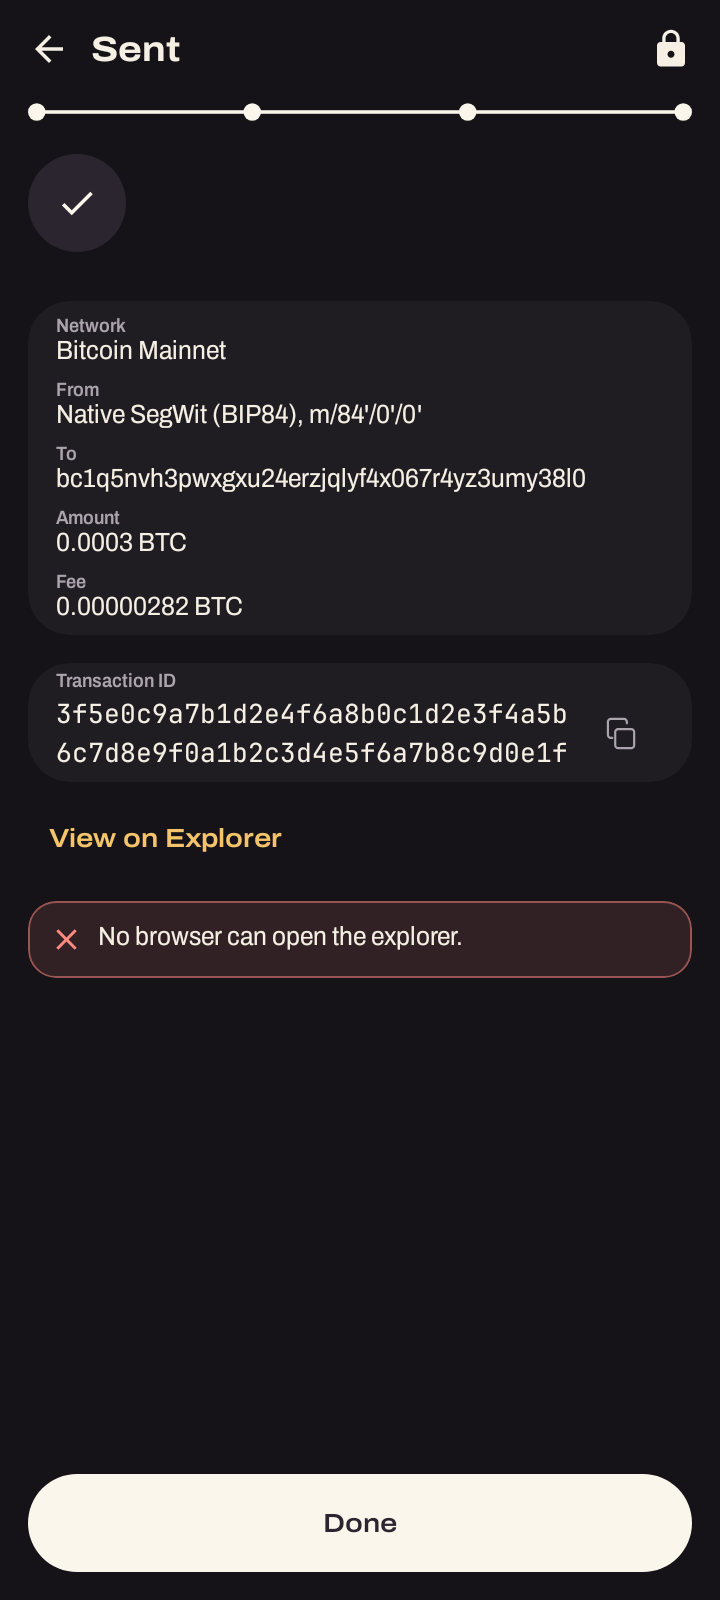 Sent
Network
Bitcoin Mainnet
From
Native SegWit (BIP84), m/84'/0'/0'
To
bc1q5nvh3pwxgxu24erzjqlyf4x067r4yz3umy38l0
Amount
0.0003 BTC
Fee
0.00000282 BTC
Transaction ID
3f5e0c9a7b1d2e4f6a8b0c1d2e3f4a5b
6c7d8e9f0a1b2c3d4e5f6a7b8c9d0e1f
View on Explorer
No browser can open the explorer.
Done